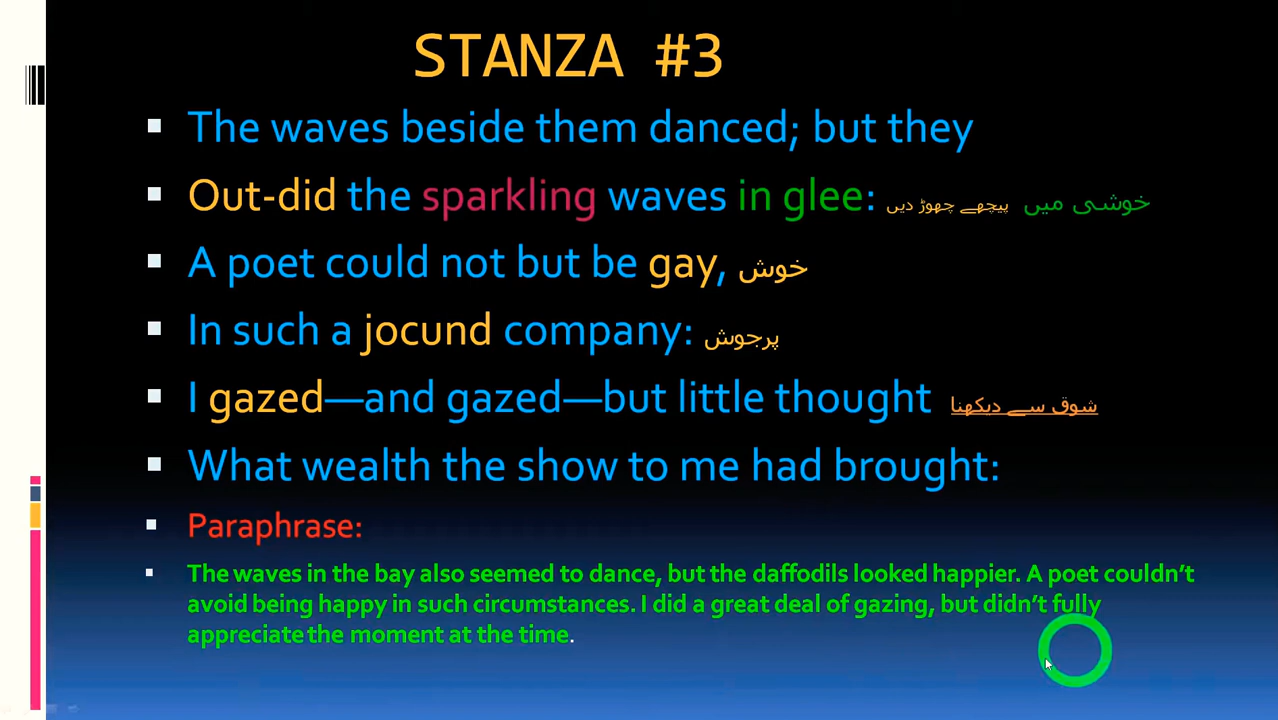 STANZA #3
The waves beside them danced; but they
Out-did the sparkling waves in glee: پیچھے چھوڑ دیں خوشی میں
A poet could not but be gay, خوش
In such a jocund company: پرجوش
I gazed—and gazed—but little thought شوق سے دیکھنا
What wealth the show to me had brought:
Paraphrase:
The waves in the bay also seemed to dance, but the daffodils looked happier. A poet couldn't
avoid being happy in such circumstances. I did a great deal of gazing, but didn't fully
appreciate the moment at the time.